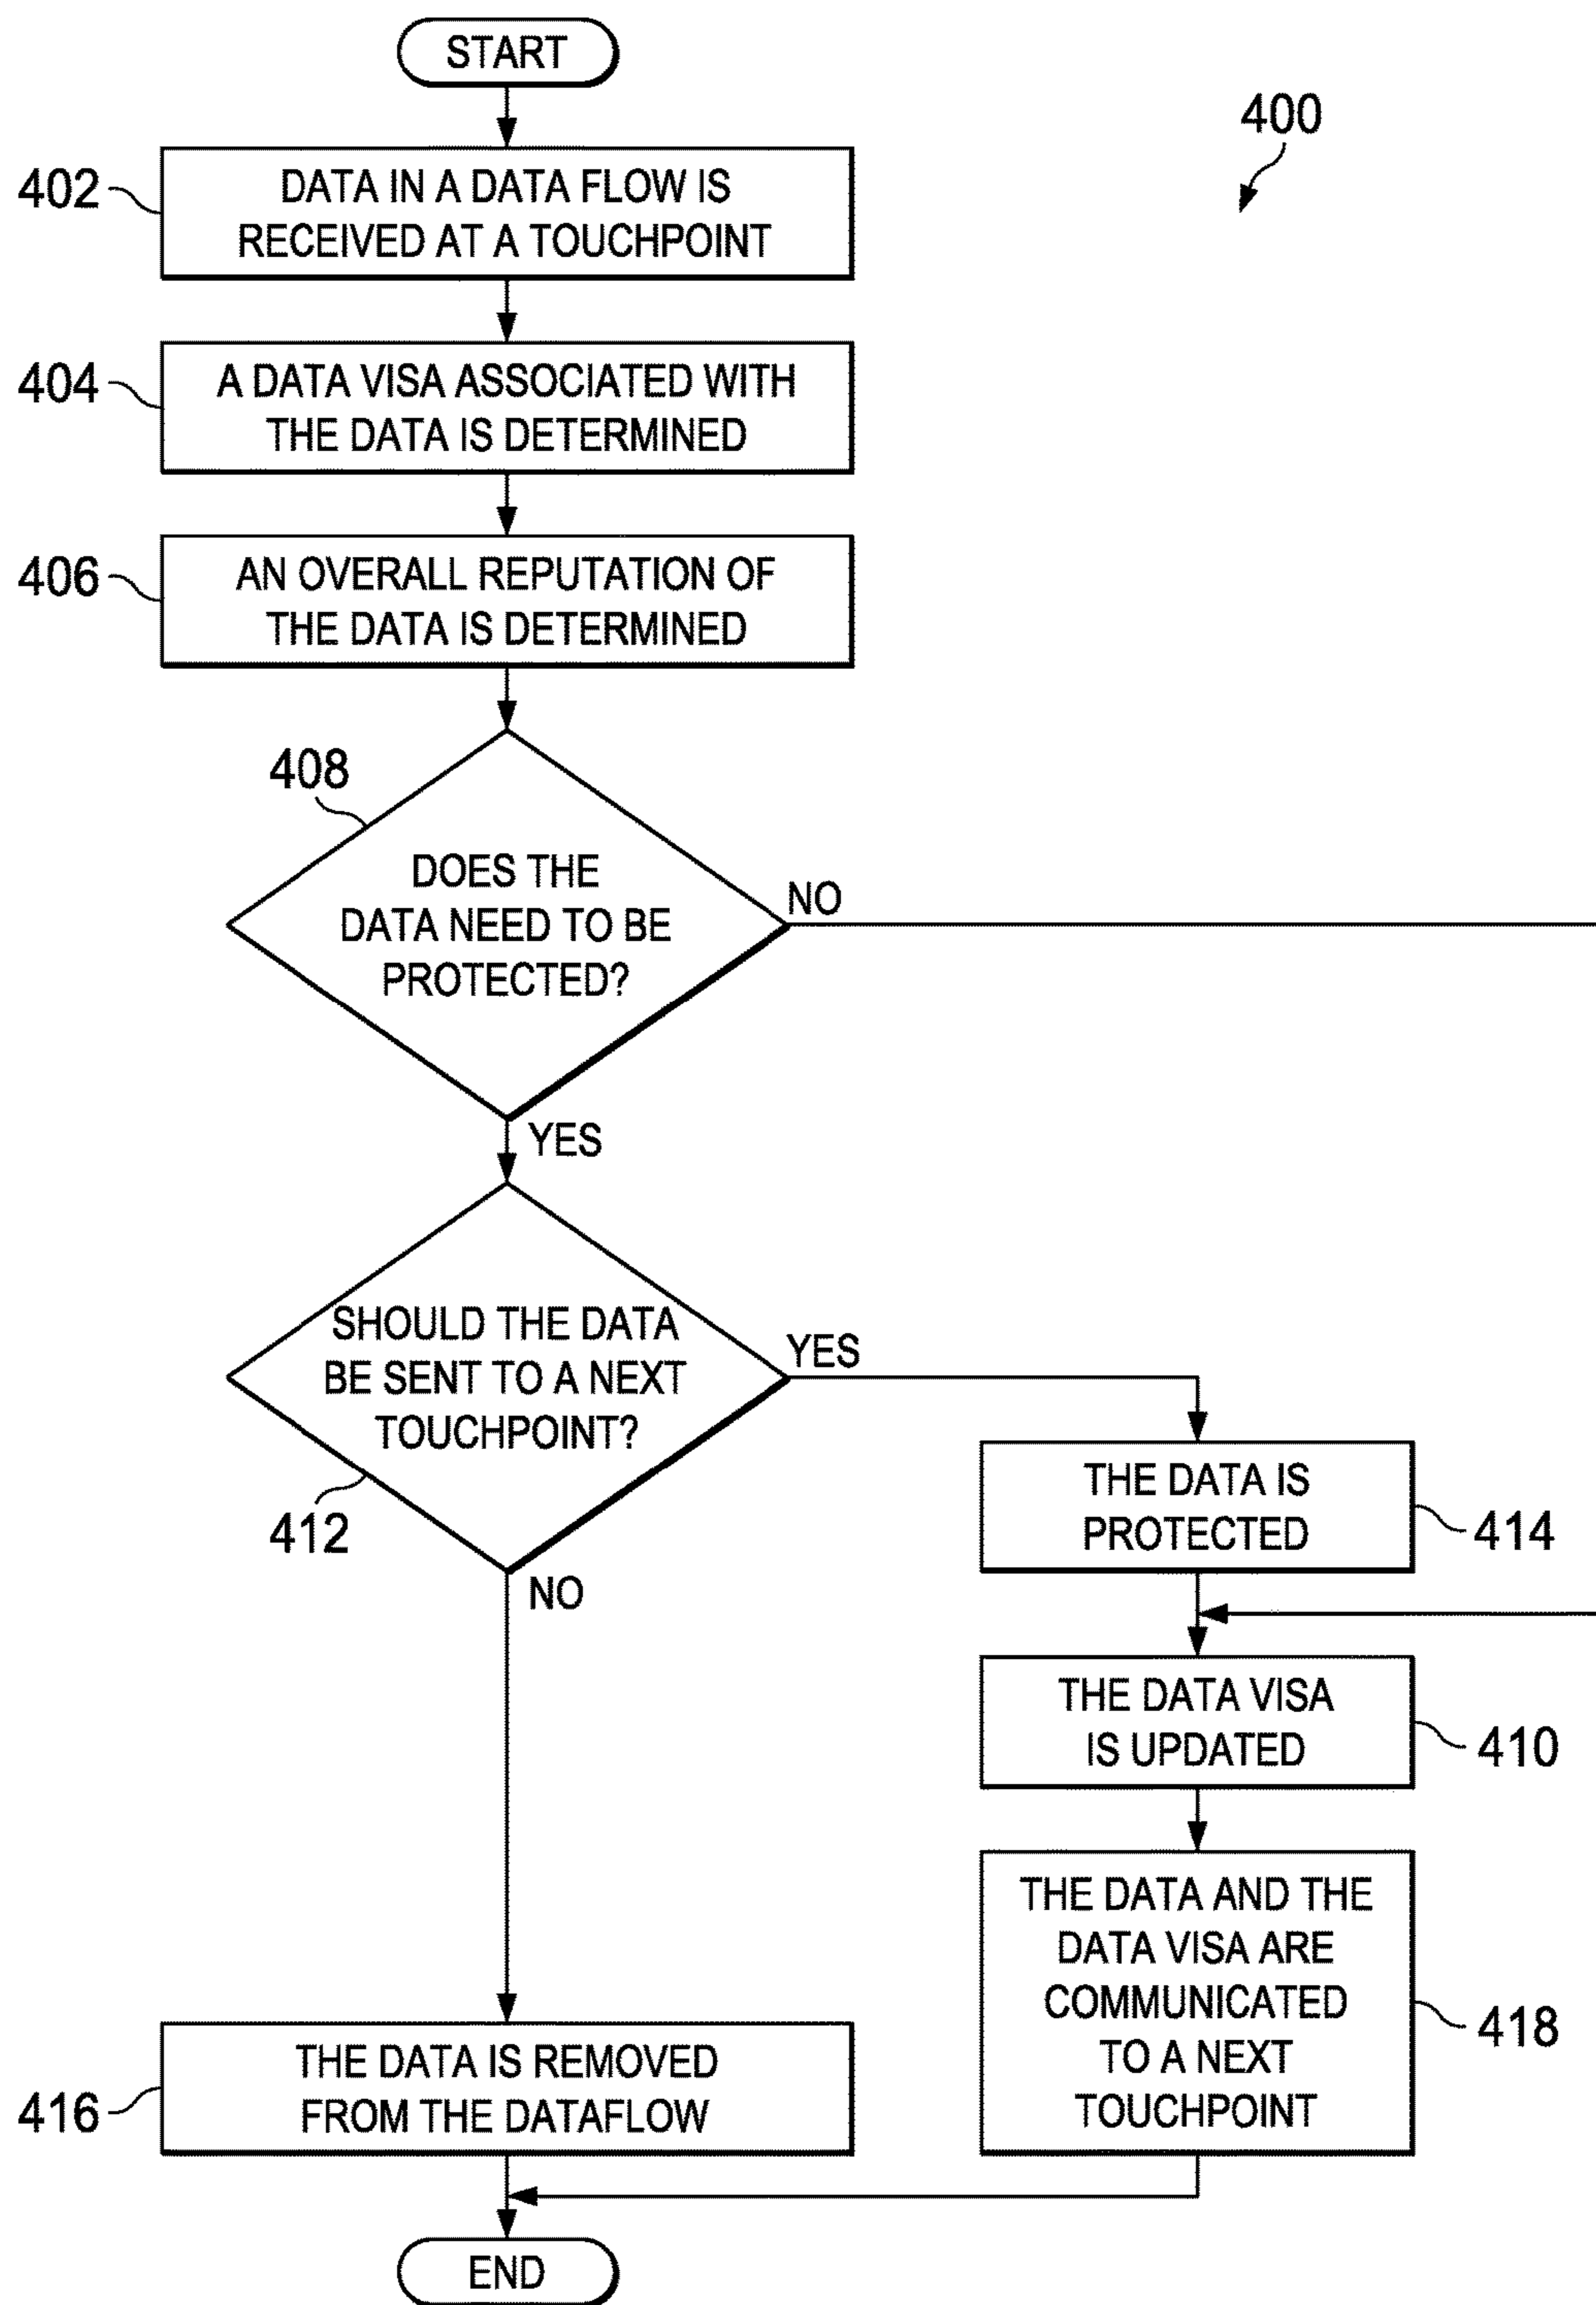 START
400
402
DATA IN A DATA FLOW IS
RECEIVED AT A TOUCHPOINT
404
A DATA VISA ASSOCIATED WITH
THE DATA IS DETERMINED
406
AN OVERALL REPUTATION OF
THE DATA IS DETERMINED
408
DOES THE
DATA NEED TO BE
PROTECTED?
NO
YES
SHOULD THE DATA
BE SENT TO A NEXT
TOUCHPOINT?
YES
412
NO
THE DATA IS
PROTECTED
414
THE DATA VISA
IS UPDATED
410
THE DATA AND THE
DATA VISA ARE
COMMUNICATED
TO A NEXT
TOUCHPOINT
418
416
THE DATA IS REMOVED
FROM THE DATAFLOW
END